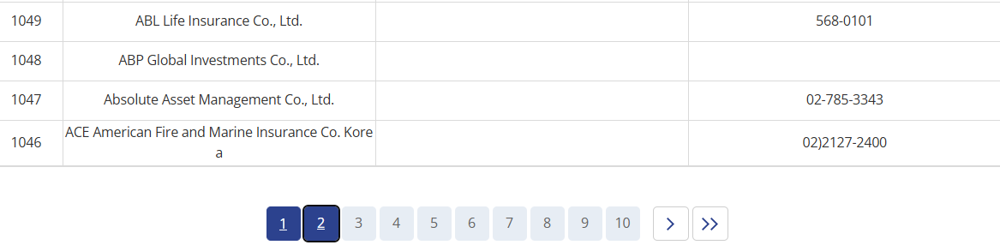 1049 ABL Life Insurance Co., Ltd. 568-0101
1048 ABP Global Investments Co., Ltd.
1047 Absolute Asset Management Co., Ltd. 02-785-3343
ACE American Fire and Marine Insurance Co. Kore
1046 a 02)2127-2400
1 2 3 4 5 6 7 8 9 10 > >>